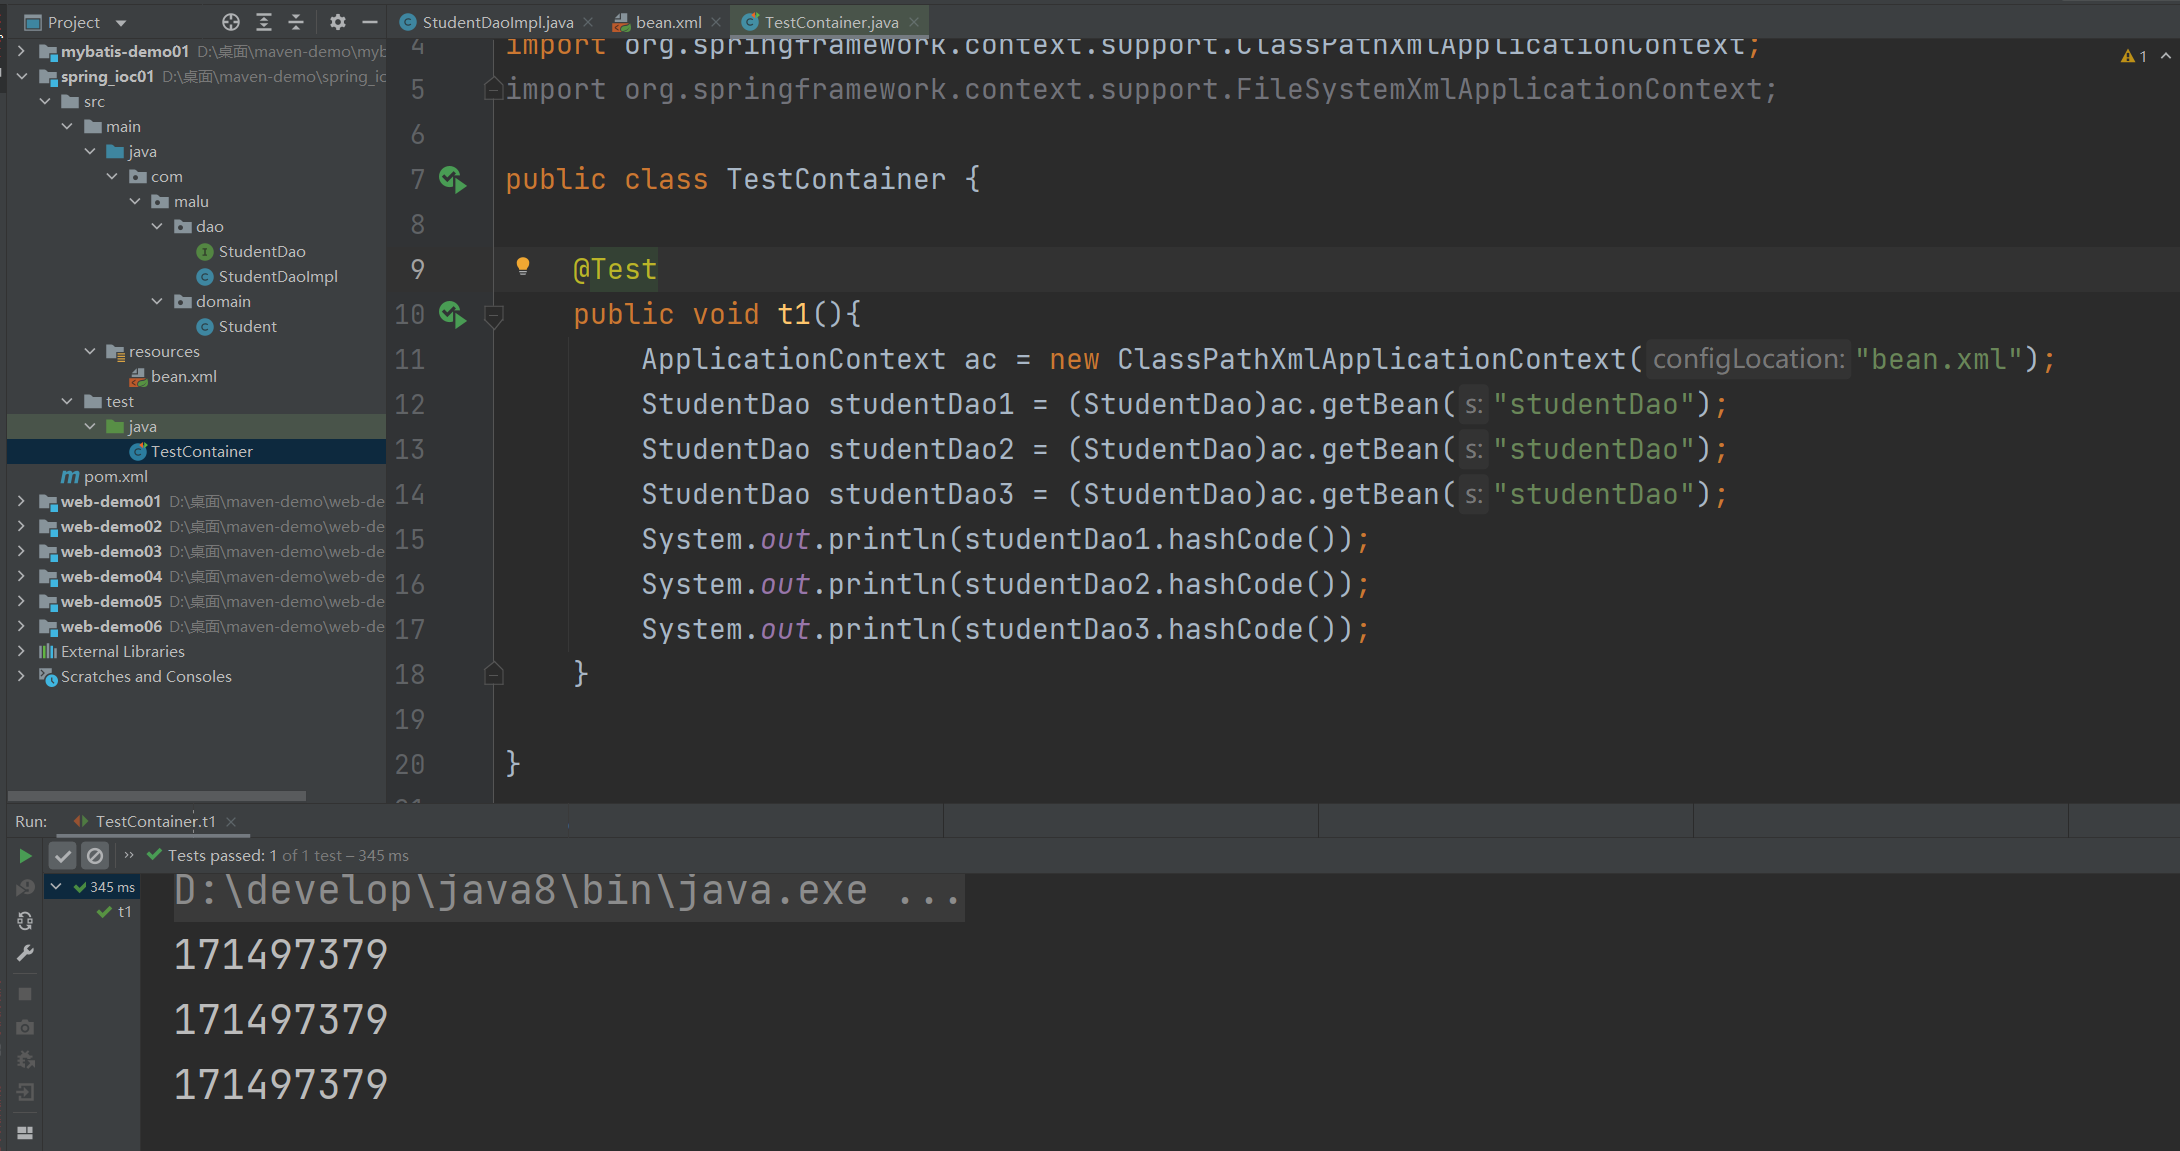 Project
mybatis-demo01 D:\桌面\maven-demo\myb
spring_ioc01 D:\桌面\maven-demo\spring_io
src
main
java
com
malu
dao
StudentDao
StudentDaoImpl
domain
Student
resources
bean.xml
test
java
TestContainer
pom.xml
web-demo01 D:\桌面\maven-demo\web-de
web-demo02 D:\桌面\maven-demo\web-de
web-demo03 D:\桌面\maven-demo\web-de
web-demo04 D:\桌面\maven-demo\web-de
web-demo05 D:\桌面\maven-demo\web-de
web-demo06 D:\桌面\maven-demo\web-de
External Libraries
Scratches and Consoles
StudentDaoImpl.java bean.xml TestContainer.java
1
4 import org.springframework.context.support.ClassPathXmlApplicationContext;
5 import org.springframework.context.support.FileSystemXmlApplicationContext;
6
7 public class TestContainer {
8
9 @Test
10 public void t1(){
11 ApplicationContext ac = new ClassPathXmlApplicationContext( configLocation: "bean.xml");
12 StudentDao studentDao1 = (StudentDao)ac.getBean( s: "studentDao");
13 StudentDao studentDao2 = (StudentDao)ac.getBean( s: "studentDao");
14 StudentDao studentDao3 = (StudentDao)ac.getBean( s: "studentDao");
15 System.out.println(studentDao1.hashCode());
16 System.out.println(studentDao2.hashCode());
17 System.out.println(studentDao3.hashCode());
18 }
19
20 }
Run: TestContainer.t1
Tests passed: 1 of 1 test – 345 ms
345 ms
t1
D:\develop\java8\bin\java.exe ...
171497379
171497379
171497379